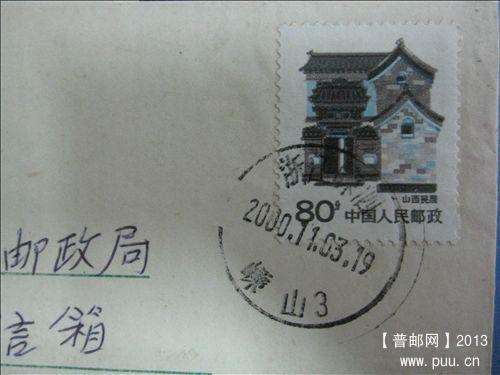 山西民居
80分 中国人民邮政
2000.11.03.19
山3
邮政局
信箱
【普邮网】2013
www.puu.cn